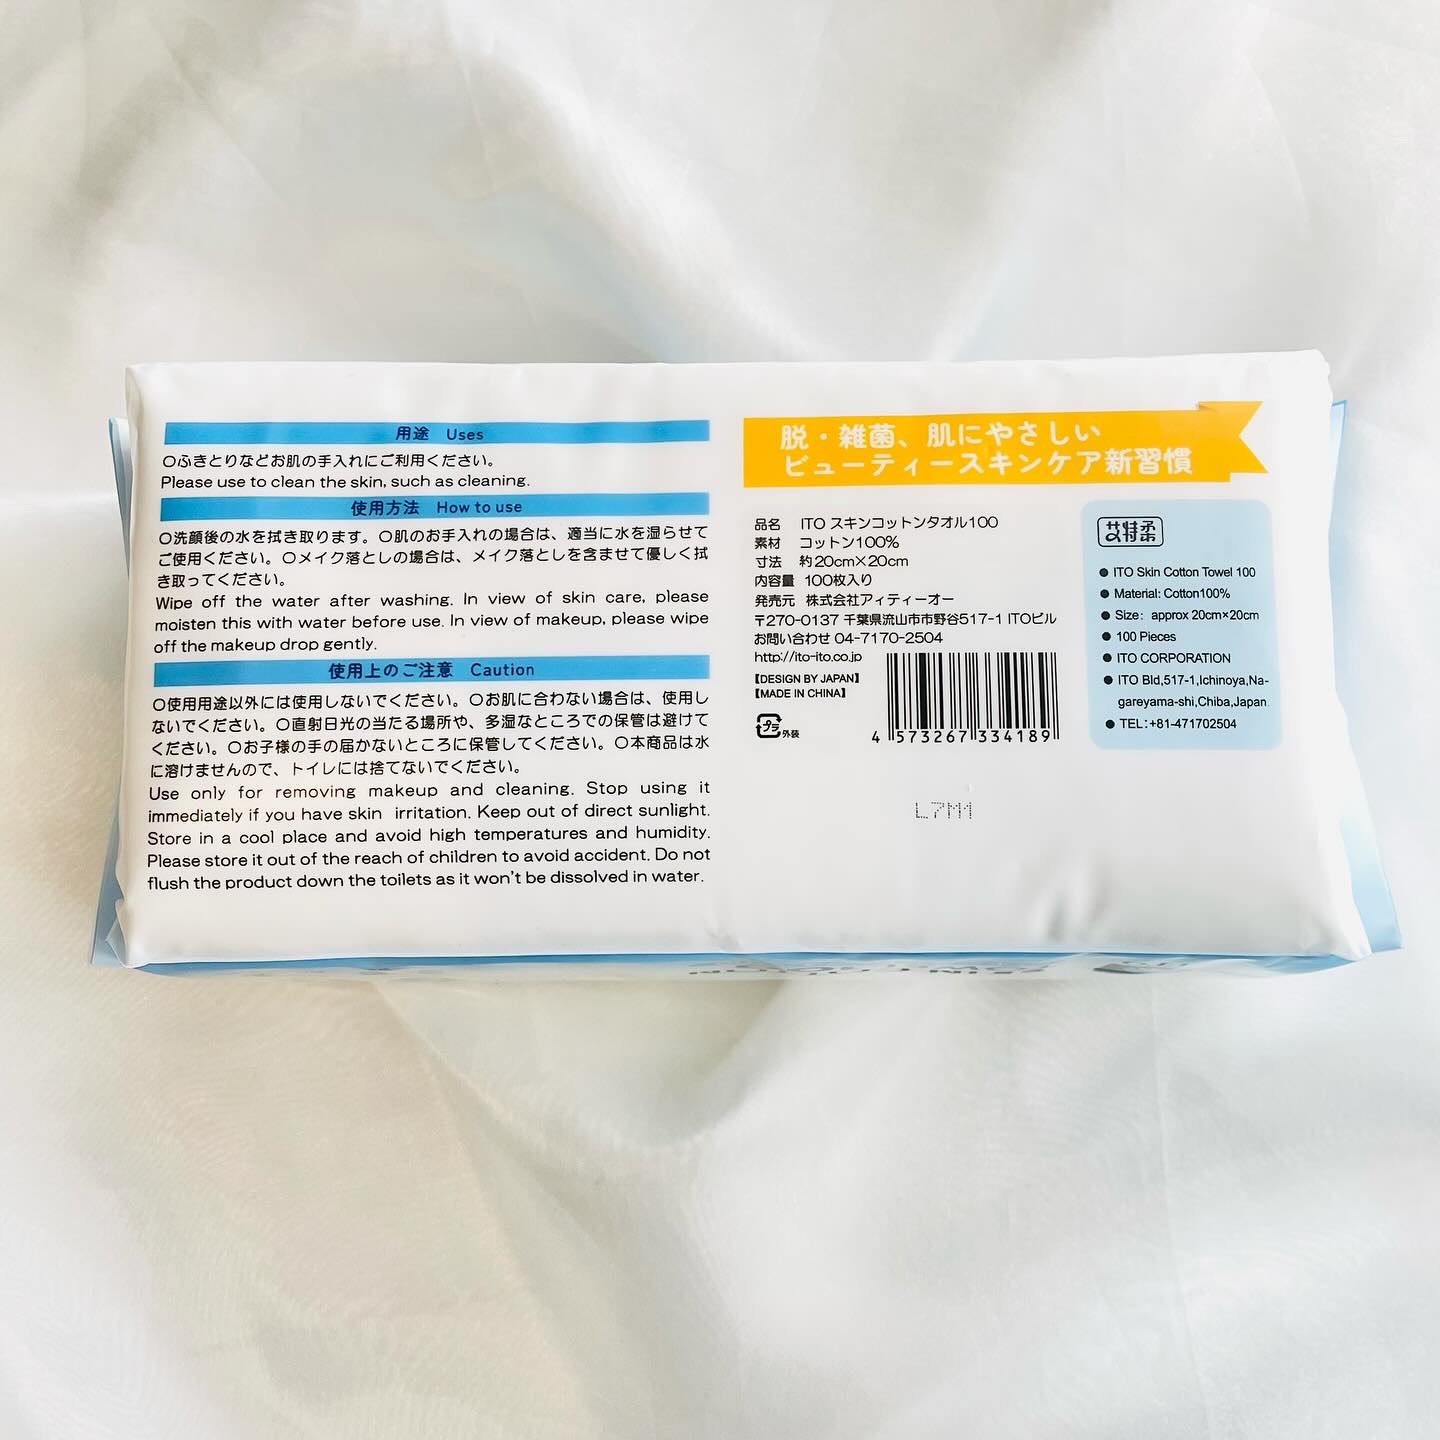 用途 Uses
〇ふきとりなどお肌の手入れにご利用ください。
Please use to clean the skin, such as cleaning.
使用方法 How to use
〇洗顔後の水を拭き取ります。〇肌のお手入れの場合は、適当に水を湿らせて
ご使用ください。〇メイク落としの場合は、メイク落としを含ませて優しく拭
き取ってください。
Wipe off the water after washing. In view of skin care, please
moisten this with water before use. In view of makeup, please wipe
off the makeup drop gently.
使用上のご注意 Caution
〇使用用途以外には使用しないでください。〇お肌に合わない場合は、使用し
ないでください。〇直射日光の当たる場所や、多湿なところでの保管は避けて
ください。〇お子様の手の届かないところに保管してください。〇本商品は水
に溶けませんので、トイレには捨てないでください。
Use only for removing makeup and cleaning. Stop using it
immediately if you have skin irritation. Keep out of direct sunlight.
Store in a cool place and avoid high temperatures and humidity.
Please store it out of the reach of children to avoid accident. Do not
flush the product down the toilets as it won't be dissolved in water.
脱・雑菌、肌にやさしい
ビューティースキンケア新習慣
品名 ITO スキンコットンタオル100
素材 コットン100%
寸法 約20cm×20cm
内容量 100枚入り
発売元 株式会社アィティーオー
〒270-0137 千葉県流山市市野谷517-1 ITOビル
お問い合わせ 04-7170-2504
http://ito-ito.co.jp
【DESIGN BY JAPAN】
【MADE IN CHINA】
プラ 外装
4 573267 334189
L7M1
艾特柔
● ITO Skin Cotton Towel 100
● Material: Cotton100%
● Size: approx 20cm×20cm
● 100 Pieces
● ITO CORPORATION
● ITO Bld,517-1,Ichinoya,Na-
gareyama-shi,Chiba,Japan
● TEL:+81-471702504